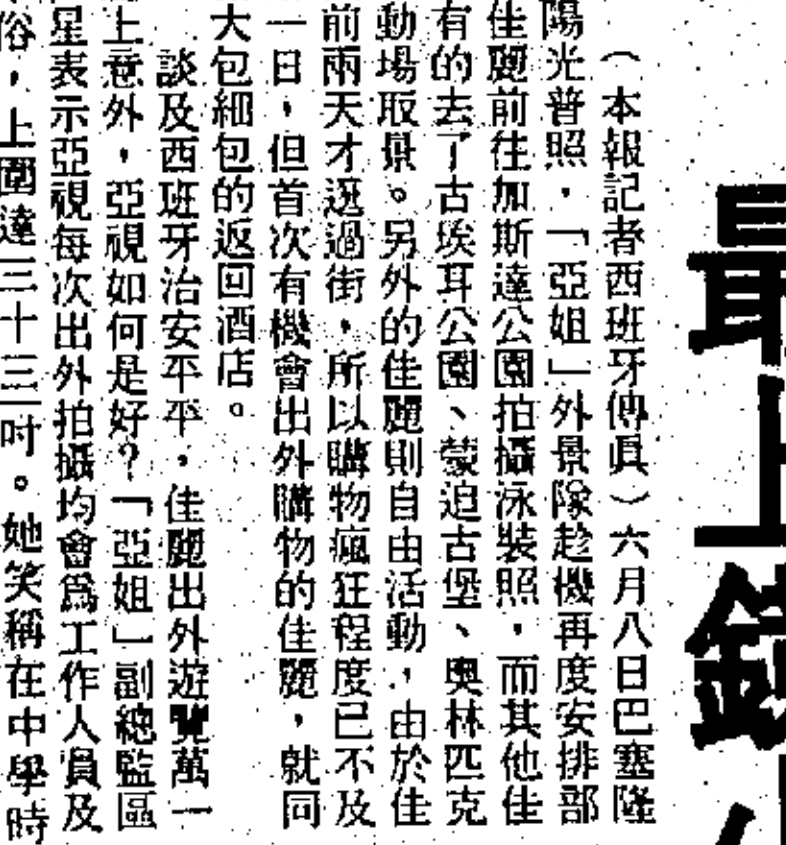 最上鏡
（本報記者西班牙傳眞）六月八日巴塞隆
陽光普照，「亞姐」外景隊趁機再度安排部
佳麗前往加斯達公園拍攝泳裝照，而其他佳
有的去了古埃耳公園、蒙迫古堡、奧林匹克
動場取景。另外的佳麗則自由活動，由於佳
前兩天才逛過街，所以購物瘋狂程度已不及
一日，但首次有機會出外購物的佳麗，就同
大包細包的返回酒店。
談及西班牙治安平平，佳麗出外遊覽萬一
上意外，亞視如何是好？「亞姐」副總監區
星表示亞視每次出外拍攝均會爲工作人員及
俗，上圍達三十三吋。她笑稱在中學時